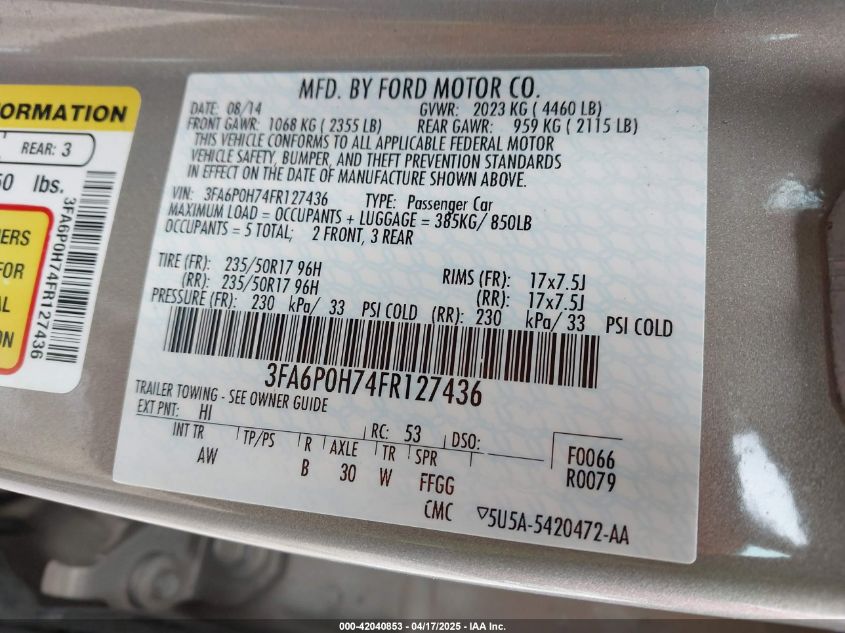 ORMATION
REAR: 3
50 lbs.
ERS
FOR
AL
ON
3FA6P0H74FR127436
MFD. BY FORD MOTOR CO.
DATE: 08/14 GVWR: 2023 KG ( 4460 LB)
FRONT GAWR: 1068 KG ( 2355 LB) REAR GAWR: 959 KG ( 2115 LB)
THIS VEHICLE CONFORMS TO ALL APPLICABLE FEDERAL MOTOR
VEHICLE SAFETY, BUMPER, AND THEFT PREVENTION STANDARDS
IN EFFECT ON THE DATE OF MANUFACTURE SHOWN ABOVE.
VIN: 3FA6P0H74FR127436 TYPE: Passenger Car
MAXIMUM LOAD = OCCUPANTS + LUGGAGE = 385KG/ 850LB
OCCUPANTS = 5 TOTAL; 2 FRONT, 3 REAR
TIRE (FR): 235/50R17 96H RIMS (FR): 17x7.5J
(RR): 235/50R17 96H (RR): 17x7.5J
PRESSURE (FR): 230 kPa/ 33 PSI COLD (RR): 230 kPa/ 33 PSI COLD
3FA6P0H74FR127436
TRAILER TOWING - SEE OWNER GUIDE
EXT PNT: HI RC: 53 DSO:
INT TR TP/PS R AXLE TR SPR F0066
AW B 30 W FFGG R0079
CMC ▽5U5A-5420472-AA
000-42040853 - 04/17/2025 - IAA Inc.